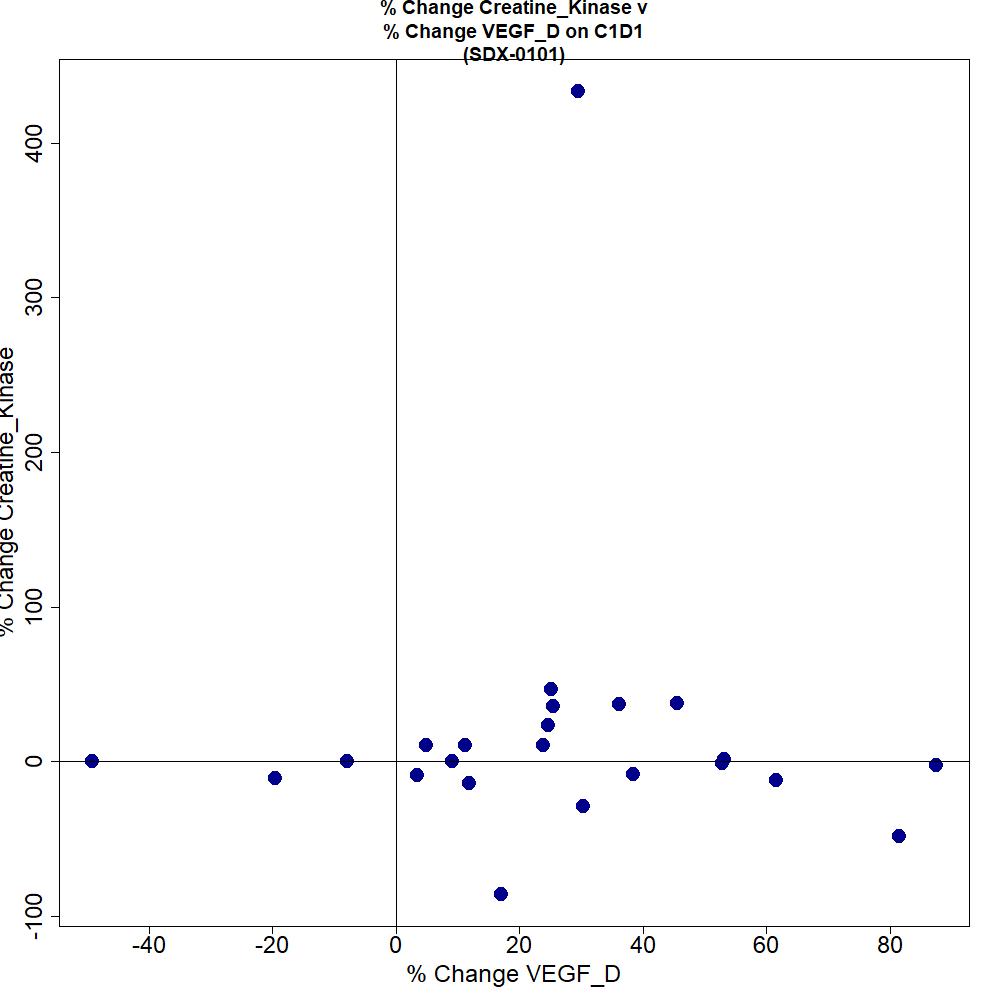 % Change Creatine_Kinase v
% Change VEGF_D on C1D1
(SDX-0101)
% Change Creatine_Kinase
400
300
200
100
0
-100
-40
-20
0
20
40
60
80
% Change VEGF_D